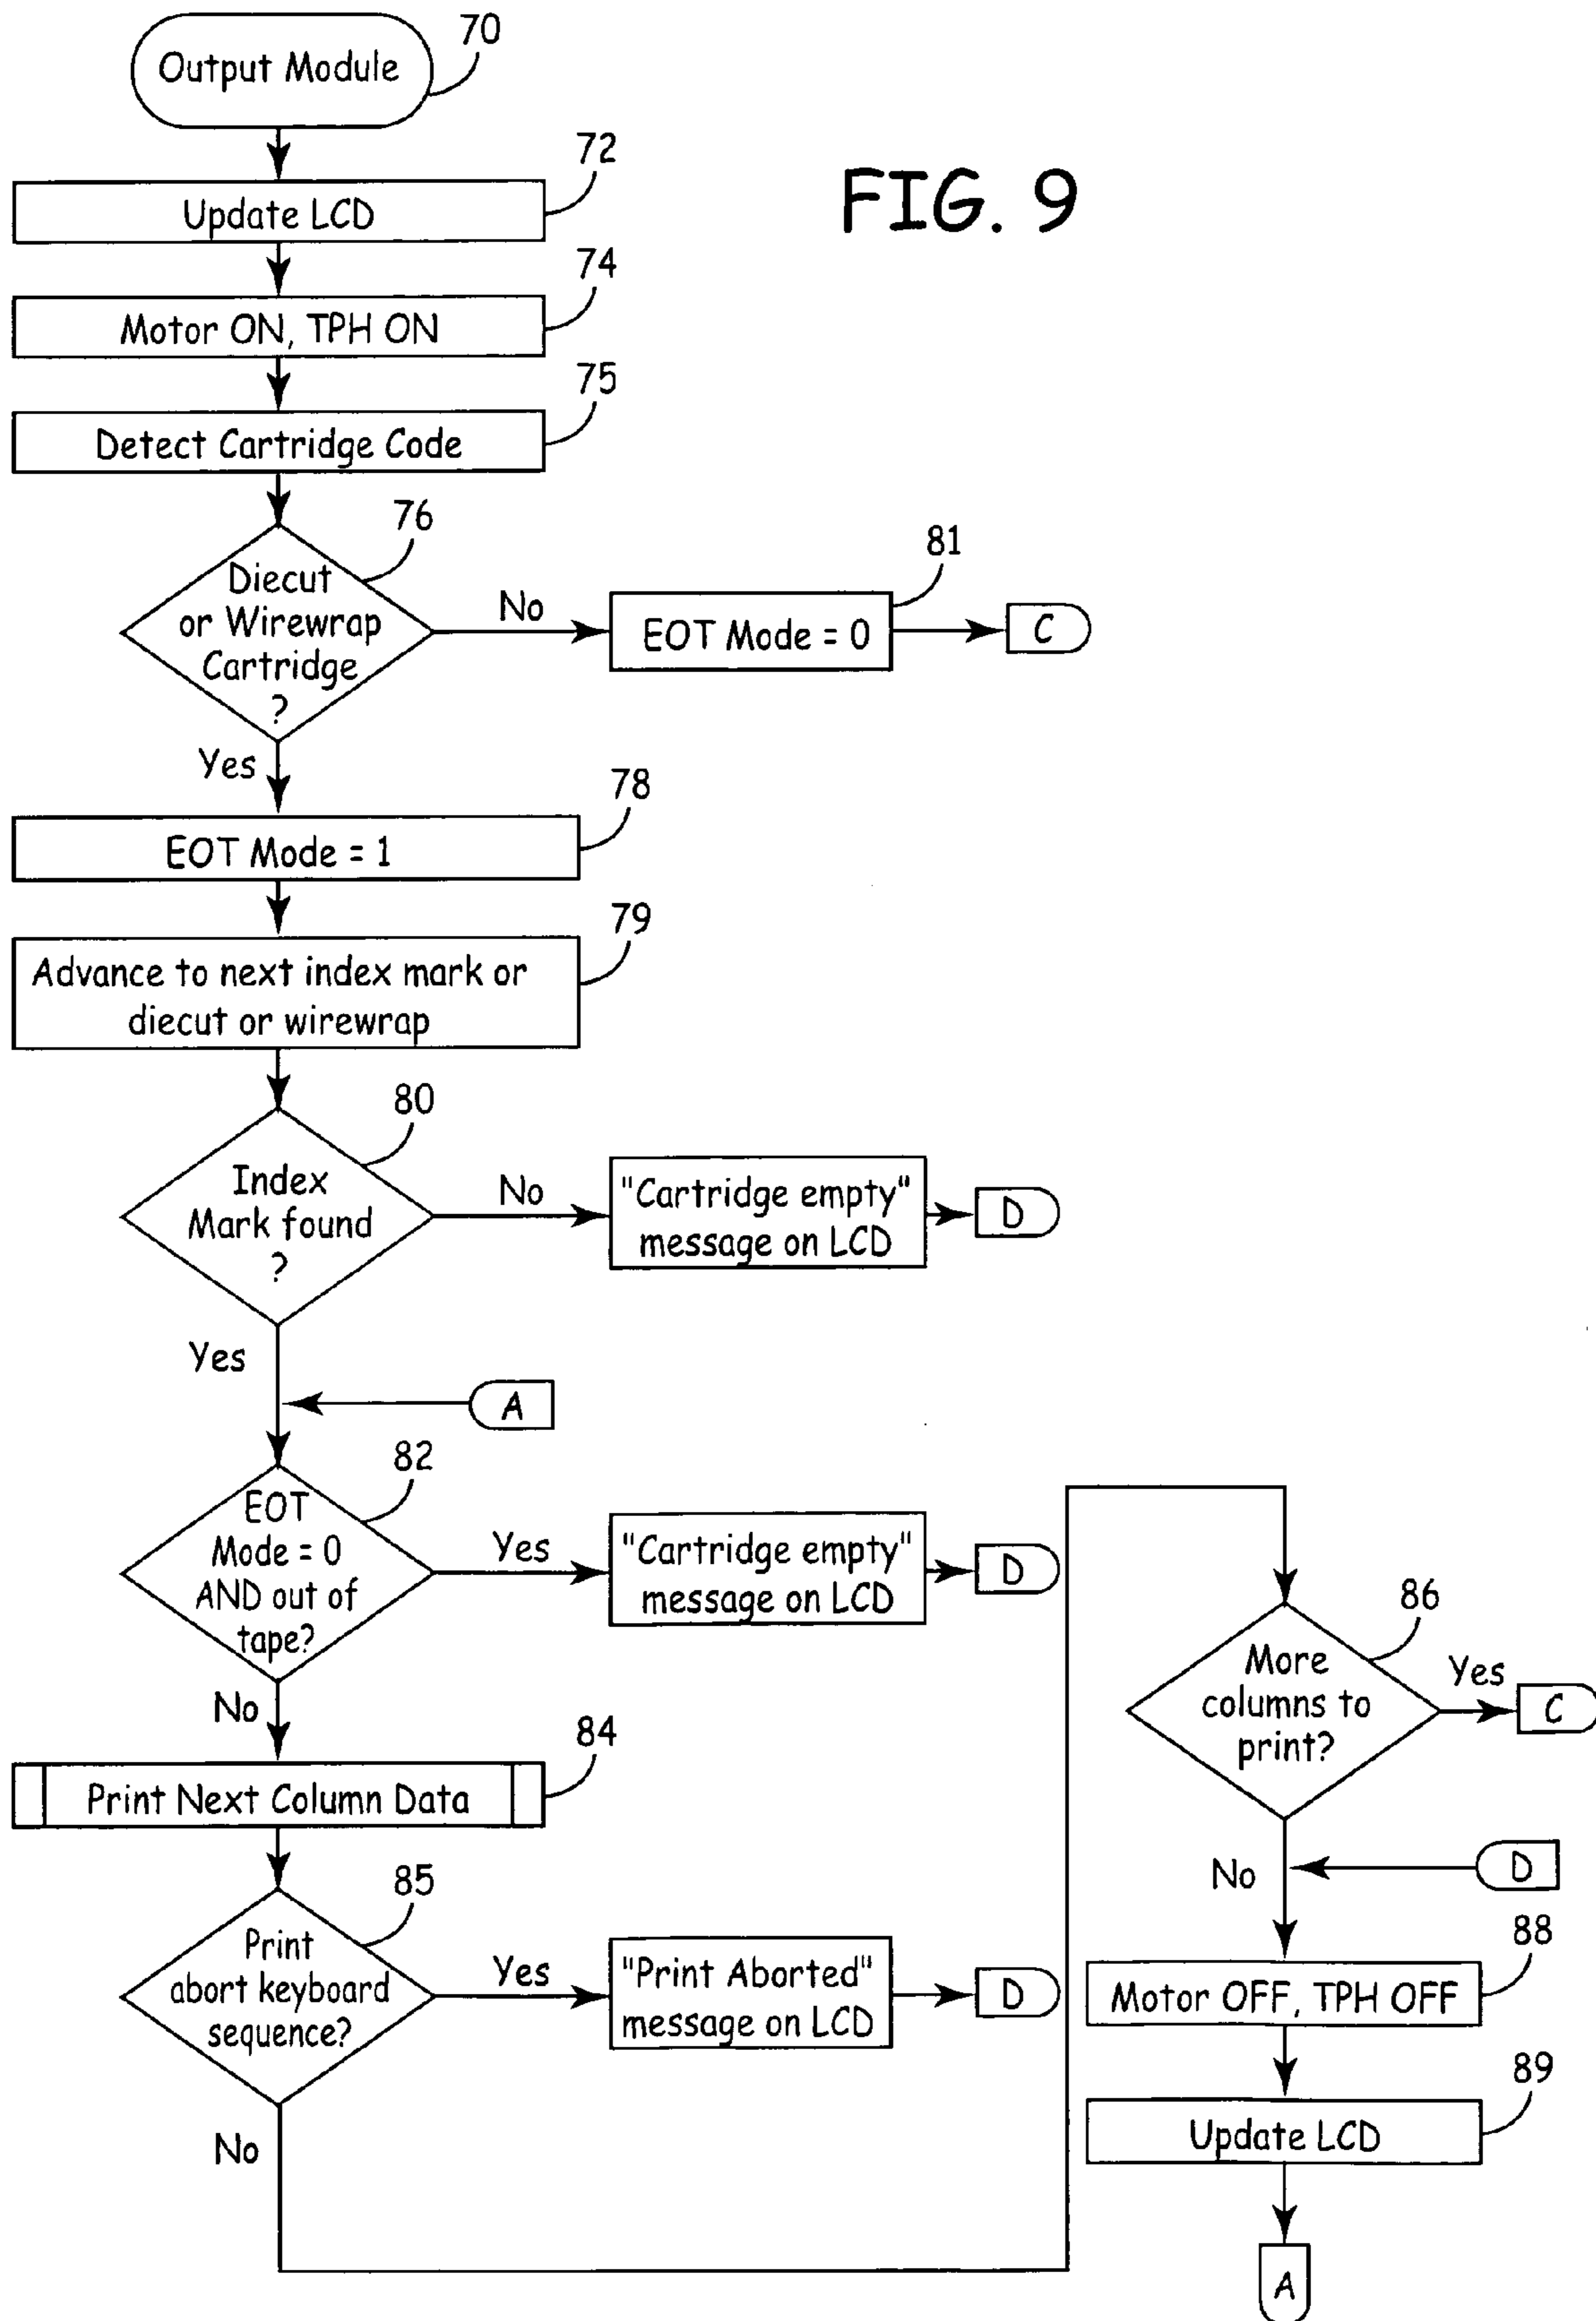 Output Module
70
FIG. 9
72
Update LCD
74
Motor ON, TPH ON
75
Detect Cartridge Code
76
Diecut
or Wirewrap
Cartridge
?
No
81
EOT Mode = 0
C
Yes
78
EOT Mode = 1
79
Advance to next index mark or
diecut or wirewrap
80
Index
Mark found
?
No
"Cartridge empty"
message on LCD
D
Yes
A
82
EOT
Mode = 0
AND out of
tape?
Yes
"Cartridge empty"
message on LCD
D
No
84
Print Next Column Data
85
Print
abort keyboard
sequence?
Yes
"Print Aborted"
message on LCD
D
No
86
More
columns to
print?
Yes
C
No
D
88
Motor OFF, TPH OFF
89
Update LCD
A